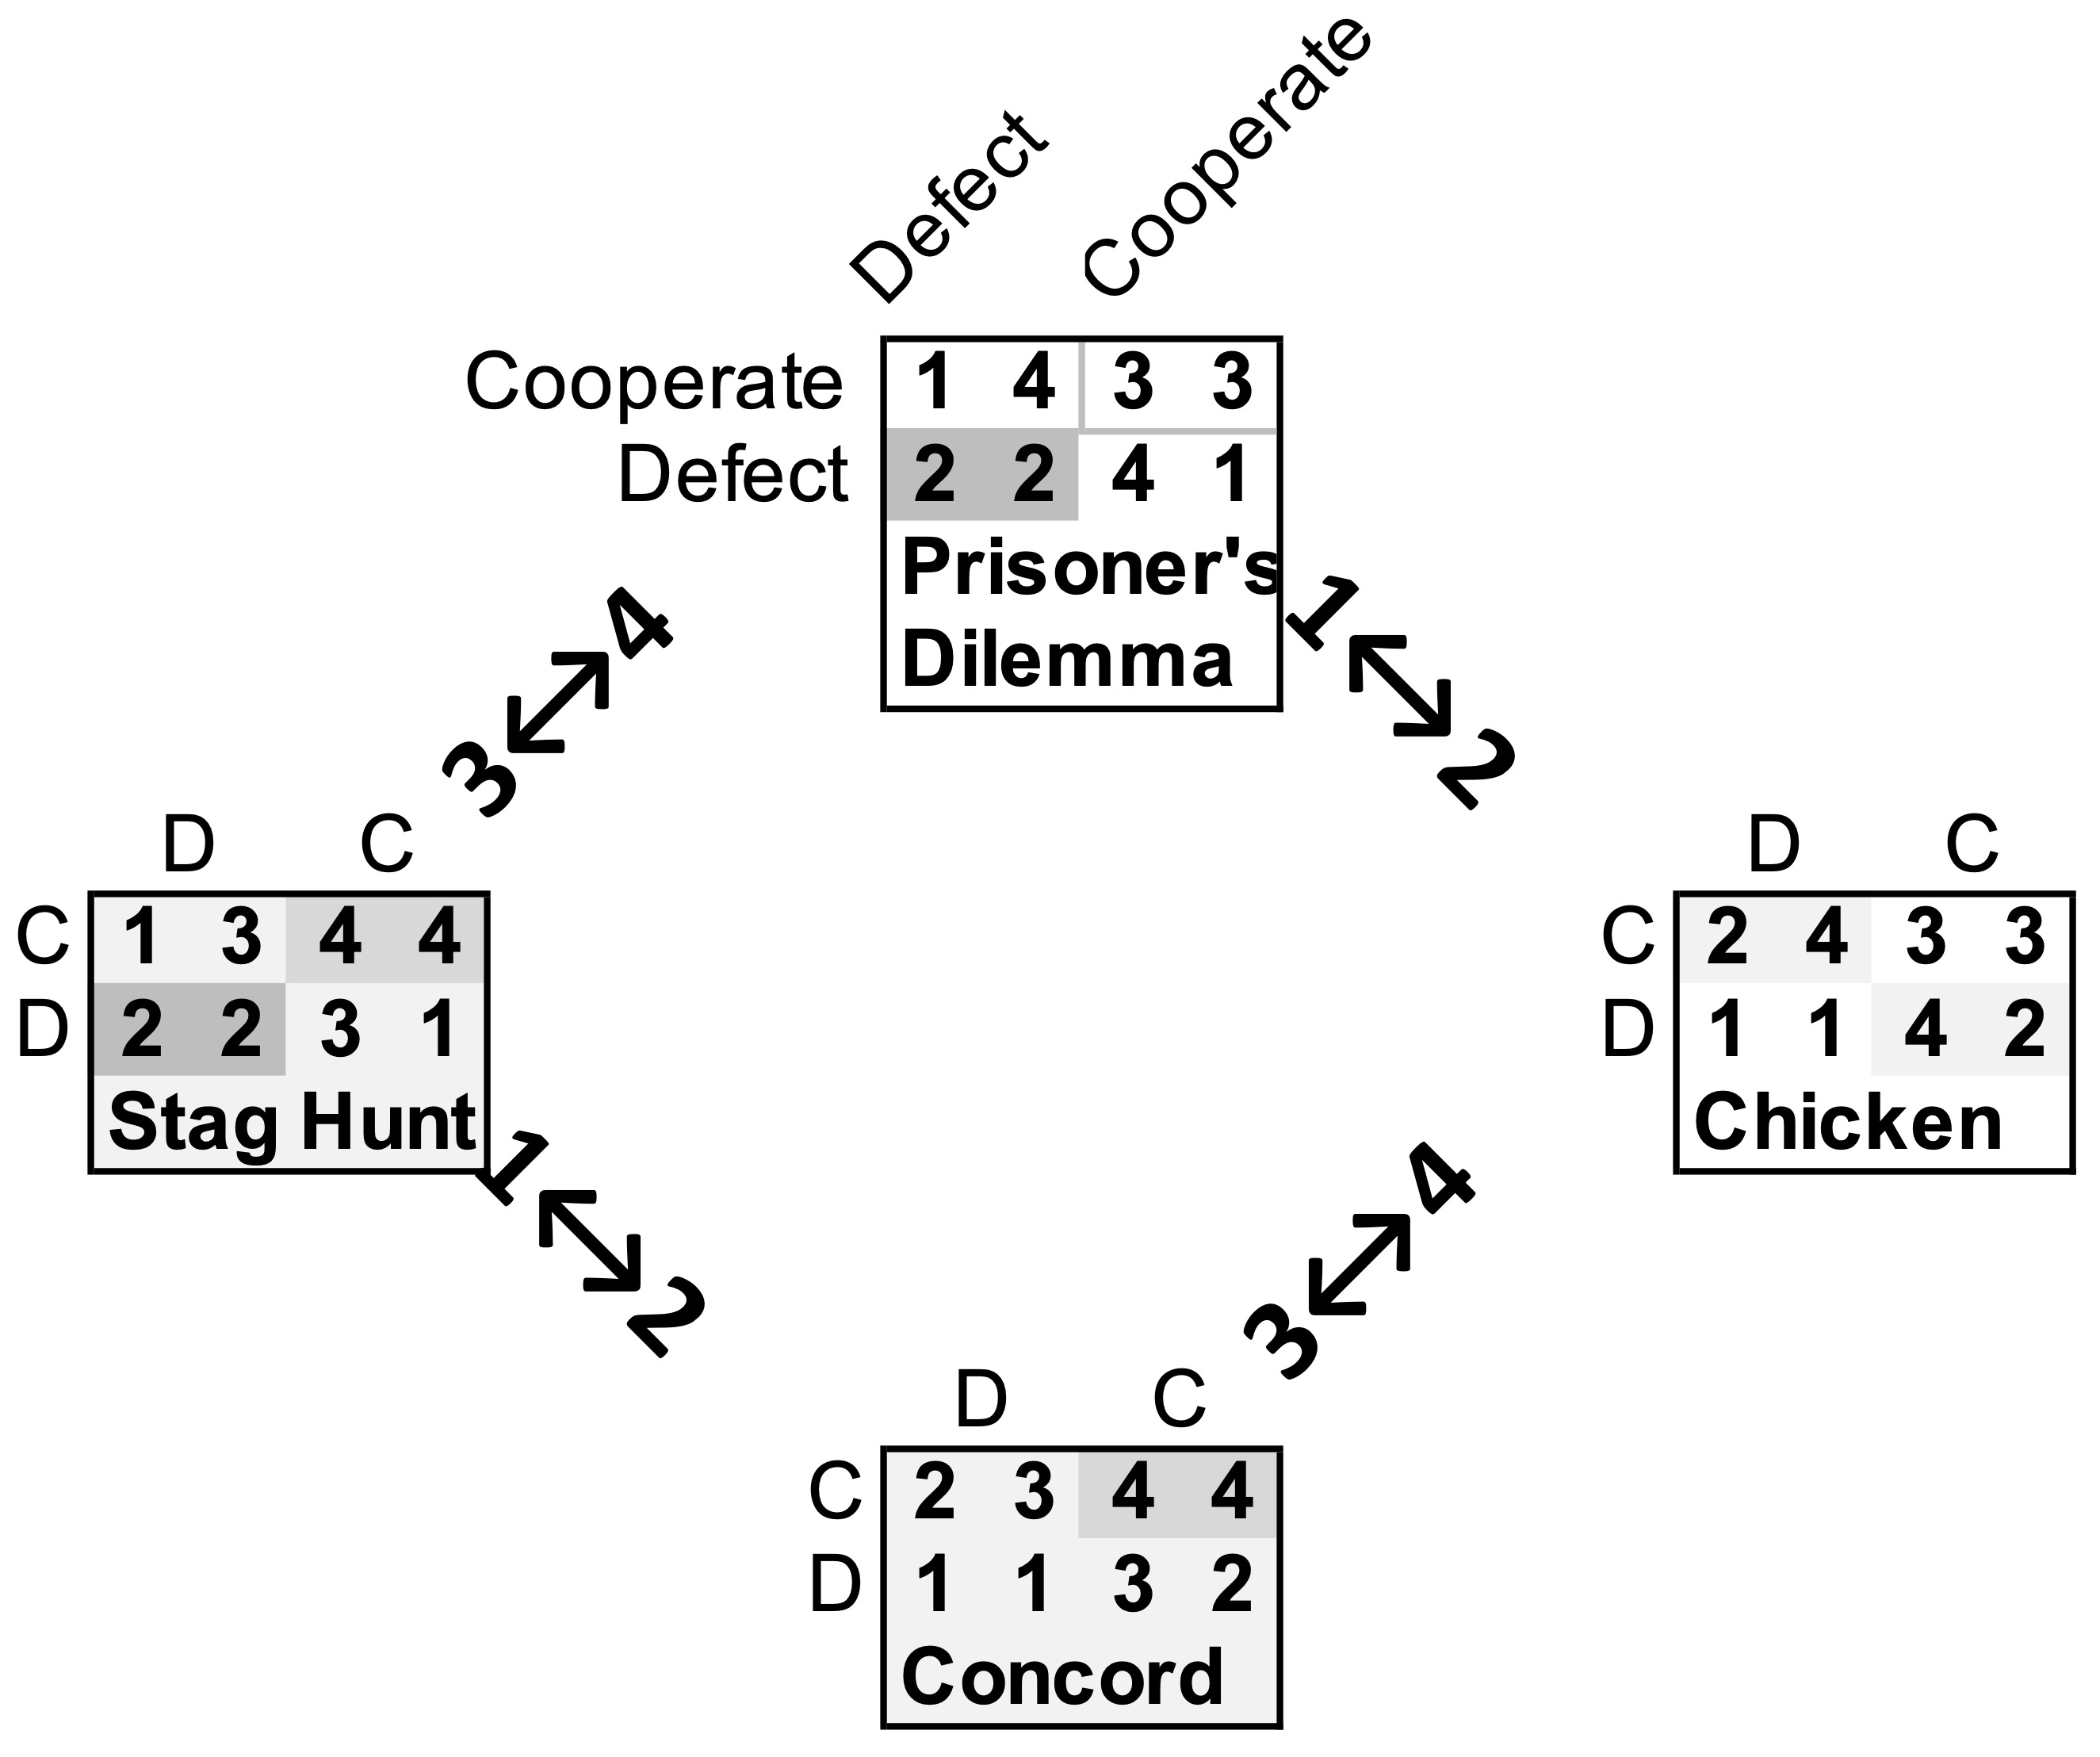 Defect Cooperate
Cooperate 1 4 3 3
Defect 2 2 4 1
Prisoner's
Dilemma
3 ↔ 4
1 ↔ 2
D C
C 1 3 4 4
D 2 2 3 1
Stag Hunt
D C
C 2 4 3 3
D 1 1 4 2
Chicken
1 ↔ 2
3 ↔ 4
D C
C 2 3 4 4
D 1 1 3 2
Concord